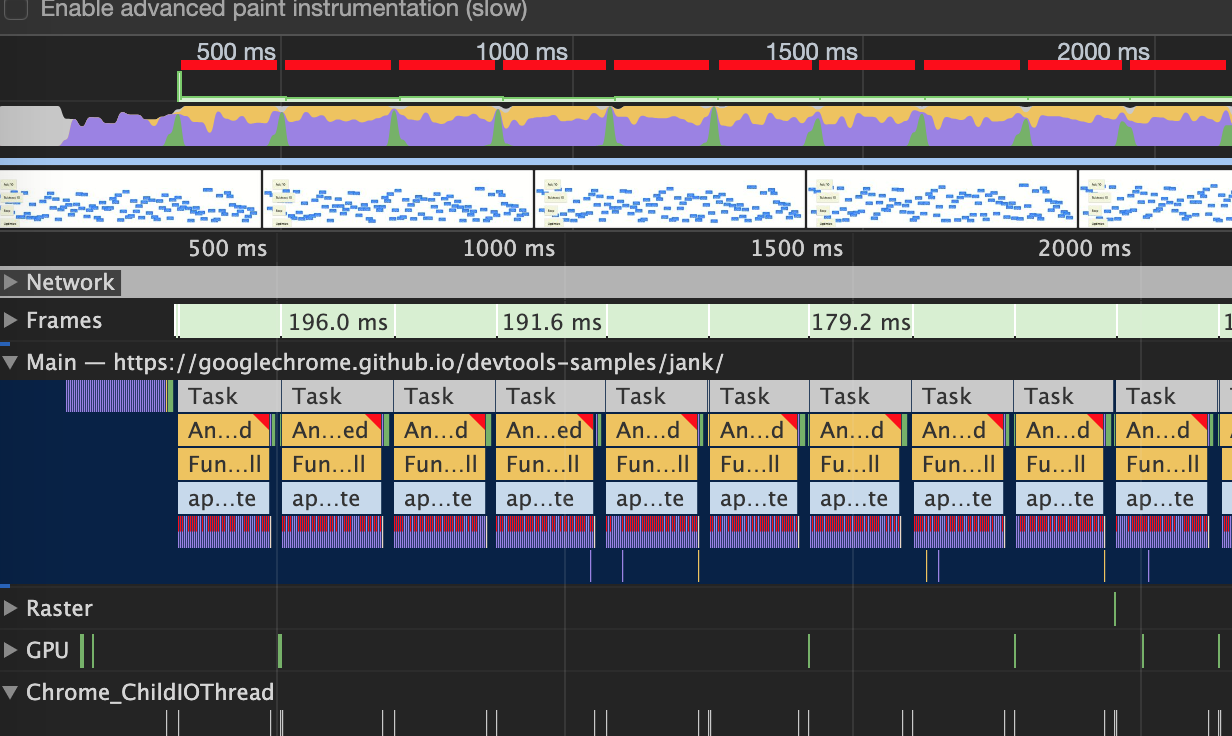 Enable advanced paint instrumentation (slow)
500 ms 1000 ms 1500 ms 2000 ms
500 ms 1000 ms 1500 ms 2000 ms
Network
Frames 196.0 ms 191.6 ms 179.2 ms 1
Main — https://googlechrome.github.io/devtools-samples/jank/
Task Task Task Task Task Task Task Task Task Task
An...d An...ed An...d An...ed An...d An...d An...d An...d An...d An...d
Fun...ll Fun...ll Fun...ll Fun...ll Fun...ll Fu...ll Fu...ll Fun...ll Fu...ll Fun...ll
ap...te ap...te ap...te ap...te ap...te ap...te ap...te ap...te ap...te ap...te
Raster
GPU
Chrome_ChildIOThread